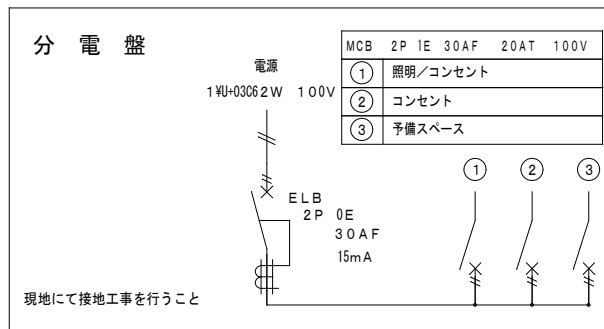 分電盤
MCB 2P 1E 30AF 20AT 100V
① 照明／コンセント
② コンセント
③ 予備スペース
電源
1¥U+03C62W 100V
① ② ③
ELB
2P 0E
30AF
15mA
現地にて接地工事を行うこと